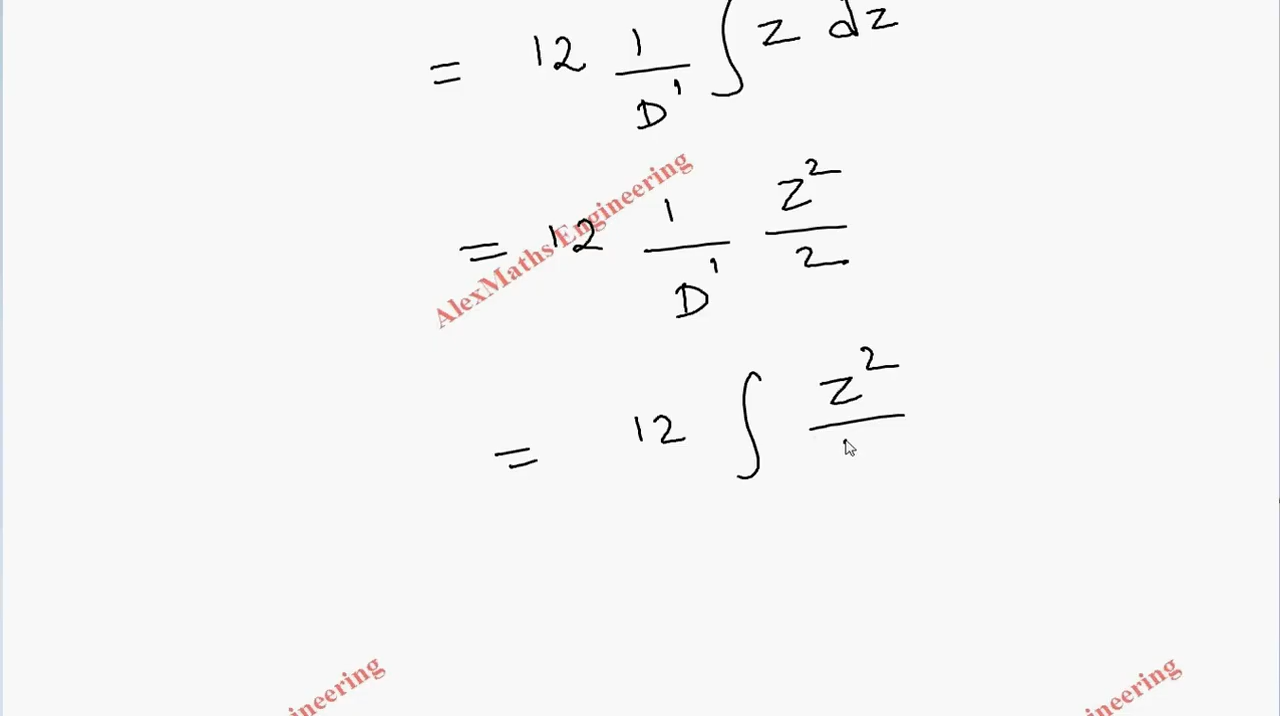 = 12 1/D' ∫ z dz
= 12 1/D' z²/2
AlexMaths Engineering
= 12 ∫ z²/
ineering
ineering